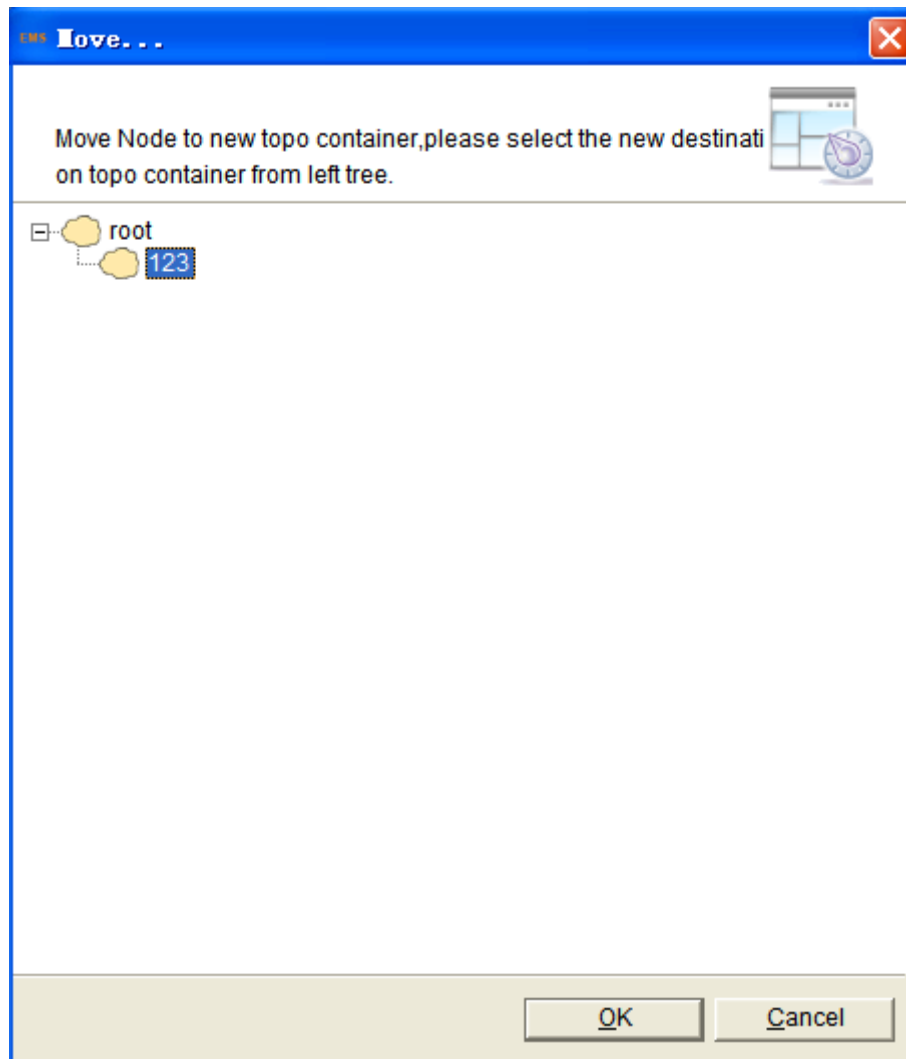 EMS Move...
Move Node to new topo container,please select the new destinati
on topo container from left tree.
root
123
OK
Cancel